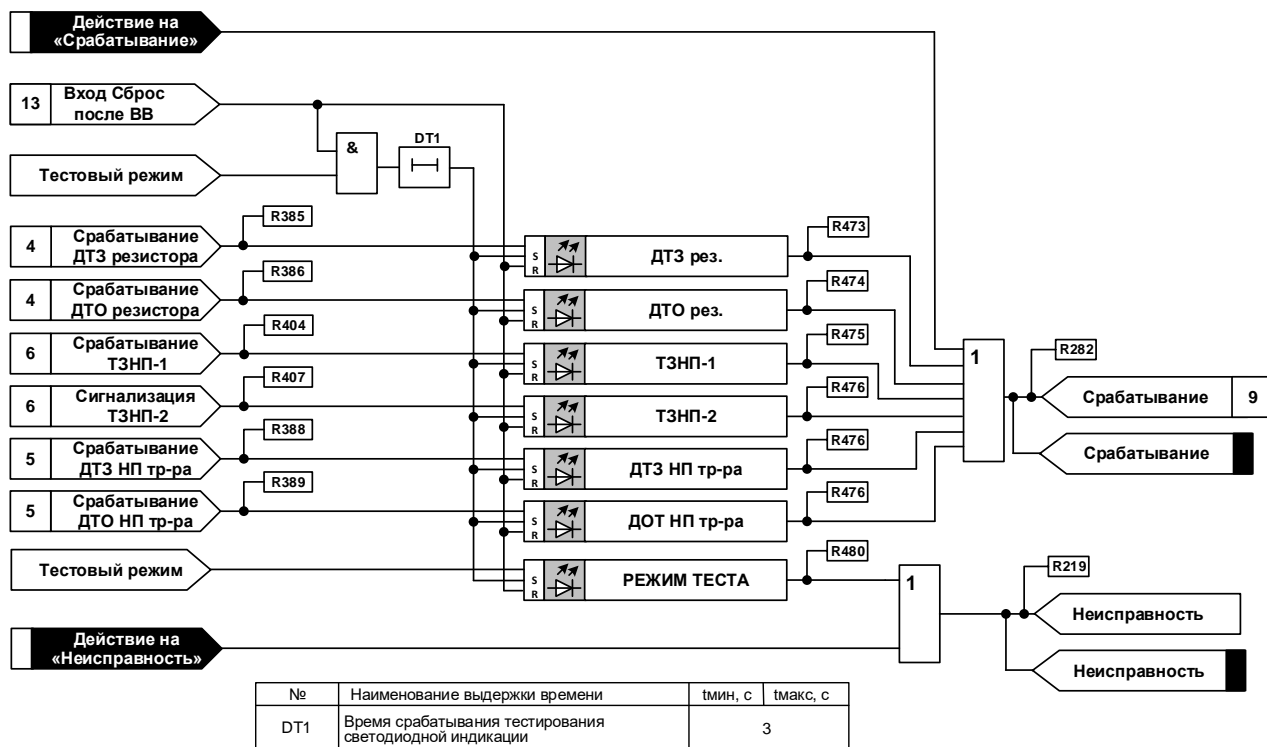 Действие на
«Срабатывание»
13
Вход Сброс
после ВВ
&
DT1
Тестовый режим
R385
4
Срабатывание
ДТЗ резистора
S
R
ДТЗ рез.
R473
R386
4
Срабатывание
ДТО резистора
S
R
ДТО рез.
R474
R404
6
Срабатывание
ТЗНП-1
S
R
ТЗНП-1
R475
1
R282
R407
6
Сигнализация
ТЗНП-2
S
R
ТЗНП-2
R476
Срабатывание
9
R388
5
Срабатывание
ДТЗ НП тр-ра
S
R
ДТЗ НП тр-ра
R476
Срабатывание
R389
5
Срабатывание
ДТО НП тр-ра
S
R
ДОТ НП тр-ра
R476
Тестовый режим
S
R
РЕЖИМ ТЕСТА
R480
1
R219
Неисправность
Действие на
«Неисправность»
Неисправность
№ Наименование выдержки времени tмин, с tмакс, с
DT1 Время срабатывания тестирования
светодиодной индикации 3